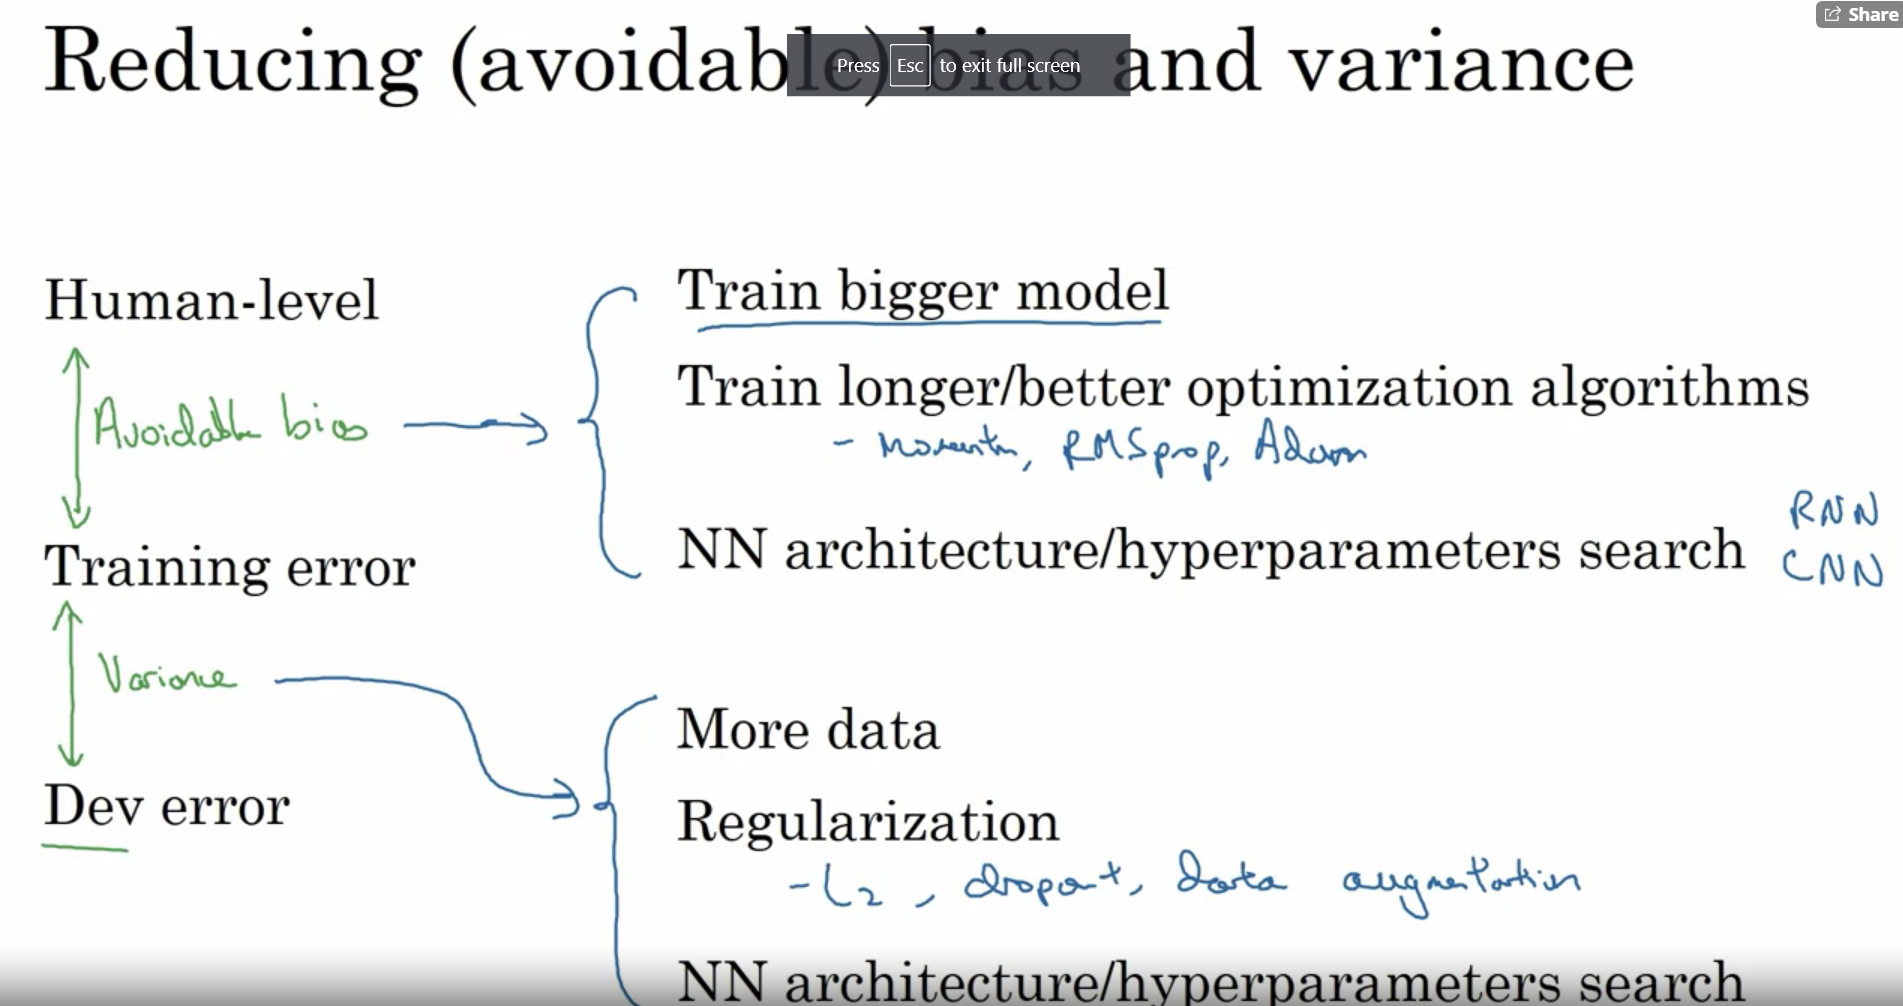 Share
Reducing (avoidable) bias and variance
Press Esc to exit full screen
Human-level
Train bigger model
Train longer/better optimization algorithms
Avoidable bias
- Momentum, RMSprop, Adam
RNN
NN architecture/hyperparameters search
CNN
Training error
Variance
More data
Dev error
Regularization
- L2, dropout, data augmentation
NN architecture/hyperparameters search